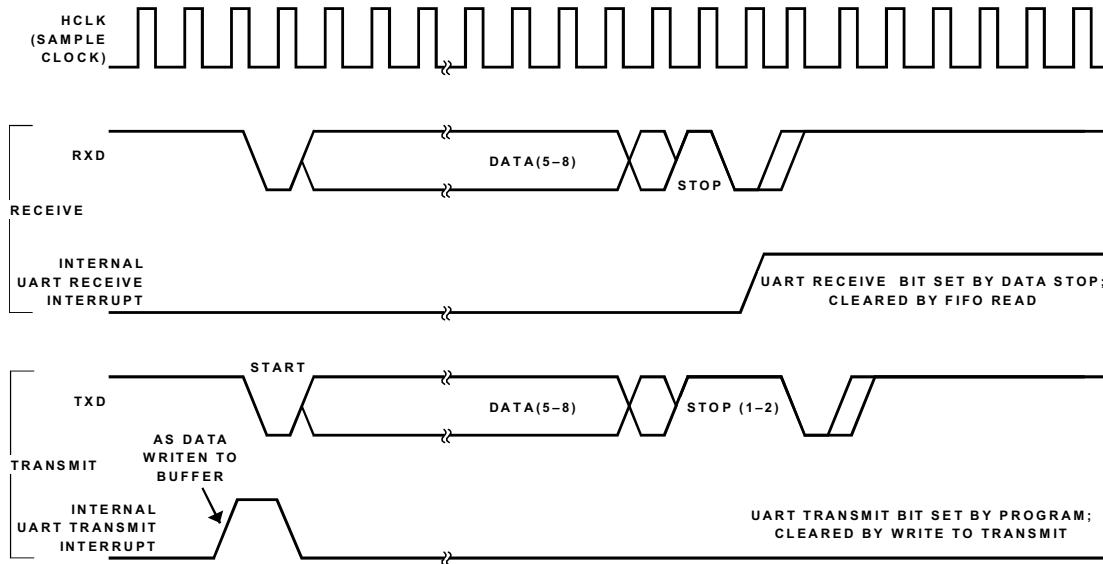 HCLK
(SAMPLE
CLOCK)
RXD
DATA(5–8)
STOP
RECEIVE
INTERNAL
UART RECEIVE
INTERRUPT
UART RECEIVE BIT SET BY DATA STOP;
CLEARED BY FIFO READ
START
TXD
DATA(5–8)
STOP (1–2)
AS DATA
WRITEN TO
BUFFER
TRANSMIT
INTERNAL
UART TRANSMIT
INTERRUPT
UART TRANSMIT BIT SET BY PROGRAM;
CLEARED BY WRITE TO TRANSMIT